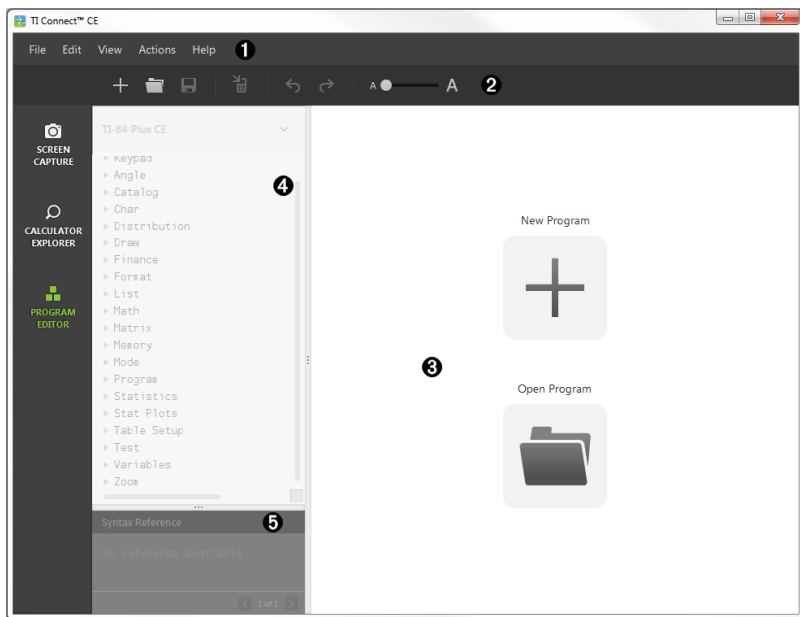 TI Connect™ CE
File Edit View Actions Help 1
A A 2
SCREEN
CAPTURE
CALCULATOR
EXPLORER
PROGRAM
EDITOR
TI-84 Plus CE
Keypad
4
Angle
Catalog
Char
Distribution
Draw
Finance
Format
List
Math
Matrix
Memory
Mode
Program
Statistics
Stat Plots
Table Setup
Test
Variables
Zoom
Syntax Reference 5
No reference available
1 of 1
New Program
3
Open Program